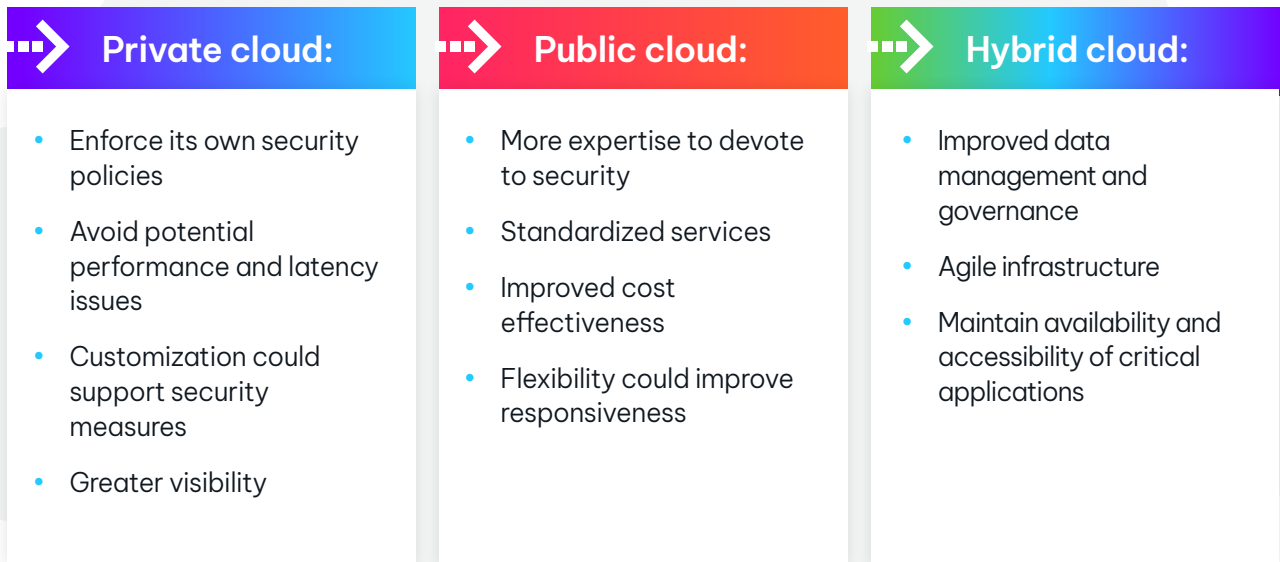 Private cloud:
• Enforce its own security
policies
• Avoid potential
performance and latency
issues
• Customization could
support security
measures
• Greater visibility
Public cloud:
• More expertise to devote
to security
• Standardized services
• Improved cost
effectiveness
• Flexibility could improve
responsiveness
Hybrid cloud:
• Improved data
management and
governance
• Agile infrastructure
• Maintain availability and
accessibility of critical
applications